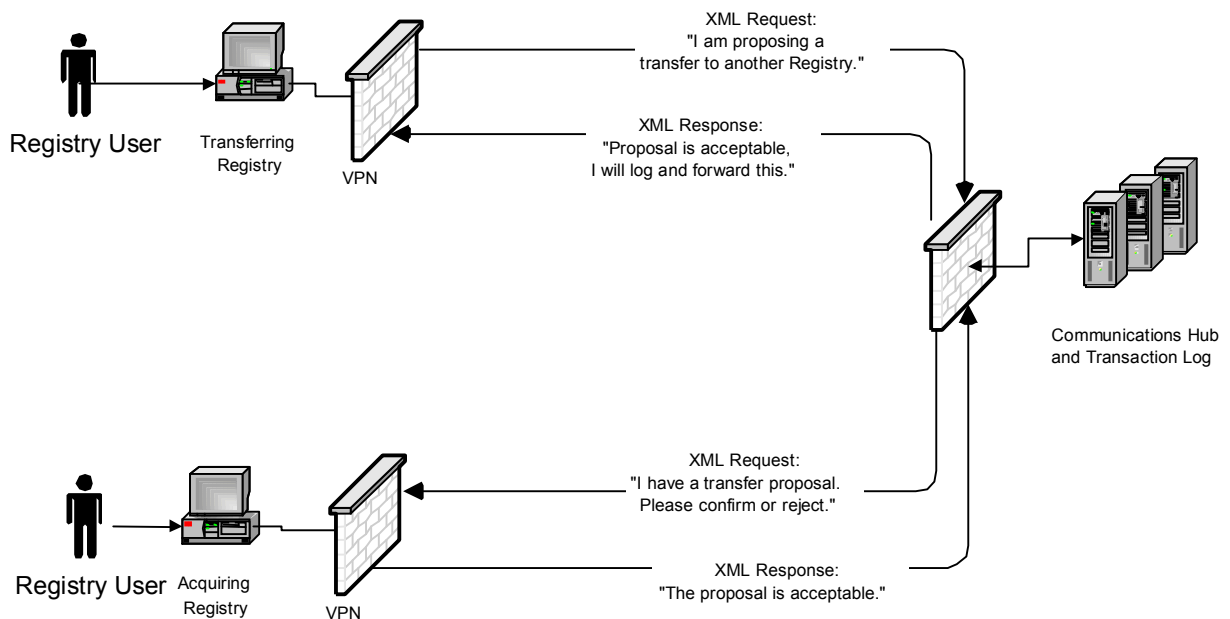 XML Request:
"I am proposing a
transfer to another Registry."
Registry User
Transferring
Registry
VPN
XML Response:
"Proposal is acceptable,
I will log and forward this."
Communications Hub
and Transaction Log
XML Request:
"I have a transfer proposal.
Please confirm or reject."
Registry User
Acquiring
Registry
VPN
XML Response:
"The proposal is acceptable."